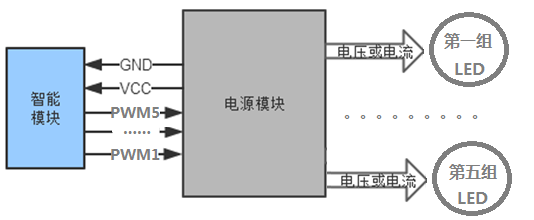 智能
模块
GND
VCC
PWM5
······
PWM1
电源模块
电压或电流
第一组
LED
。。。。。。。。。
电压或电流
第五组
LED